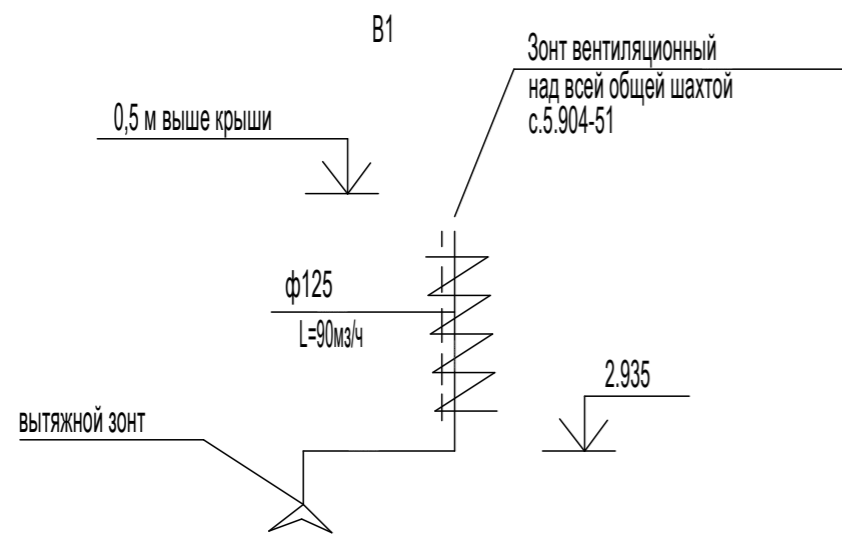 В1
Зонт вентиляционный
над всей общей шахтой
с.5.904-51
0,5 м выше крыши
ф125
L=90мз/ч
2.935
вытяжной зонт